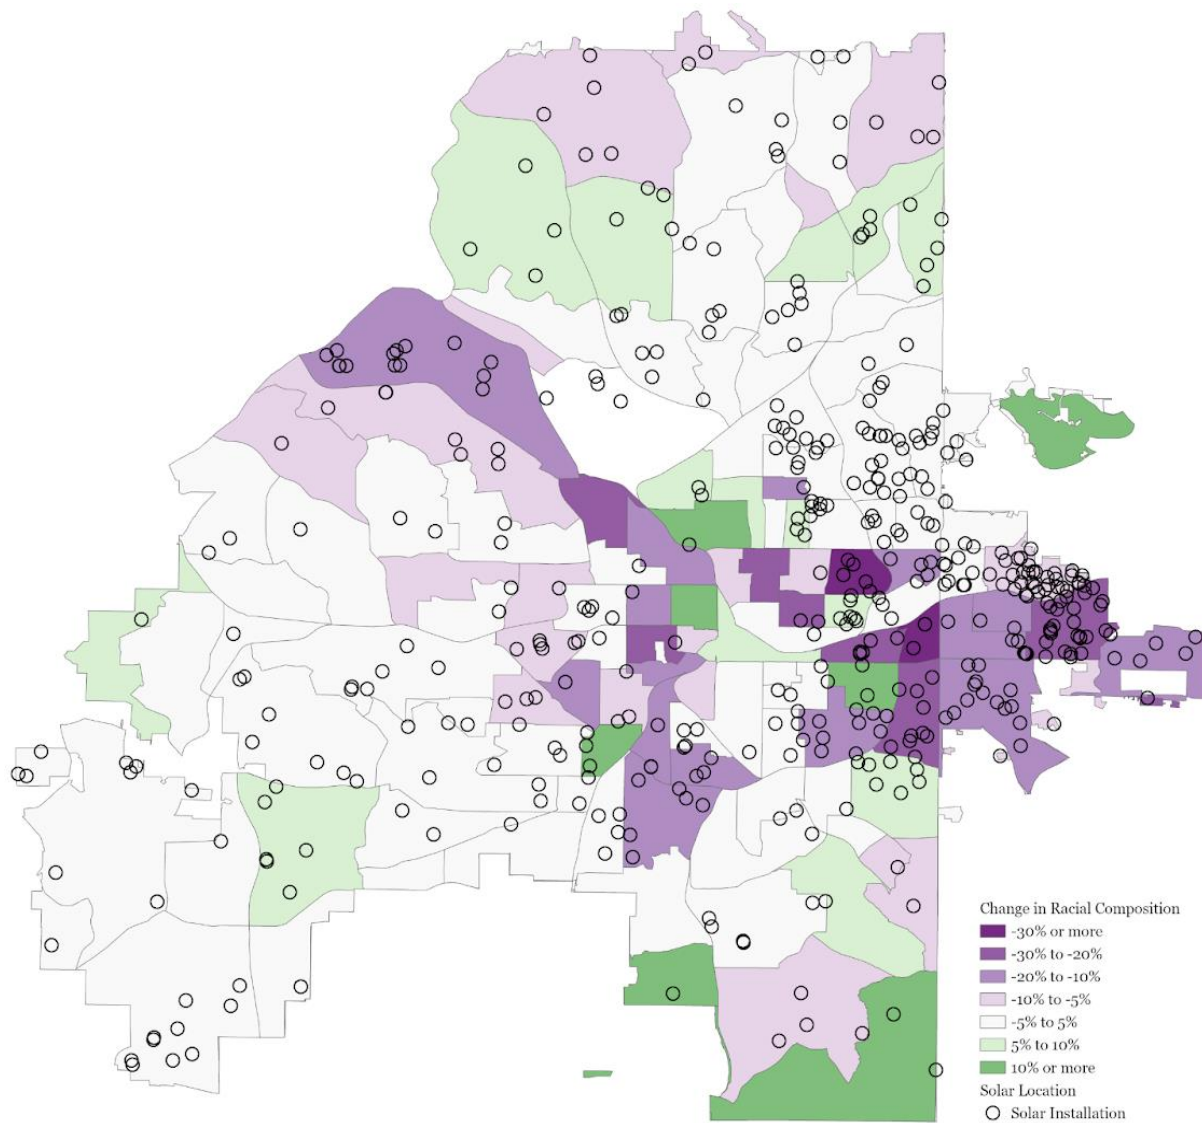 Change in Racial Composition
-30% or more
-30% to -20%
-20% to -10%
-10% to -5%
-5% to 5%
5% to 10%
10% or more
Solar Location
Solar Installation